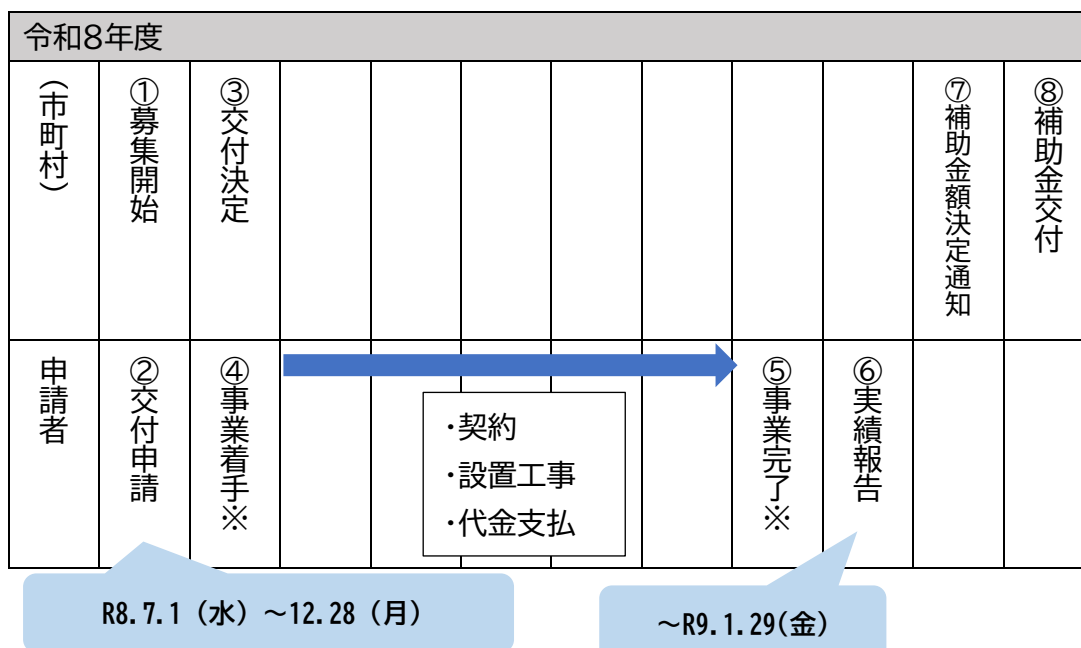 令和8年度
（市町村）
①募集開始
③交付決定
⑦補助金額決定通知
⑧補助金交付
申請者
②交付申請
④事業着手※
・契約
・設置工事
・代金支払
⑤事業完了※
⑥実績報告
R8.7.1（水）～12.28（月）
～R9.1.29(金)